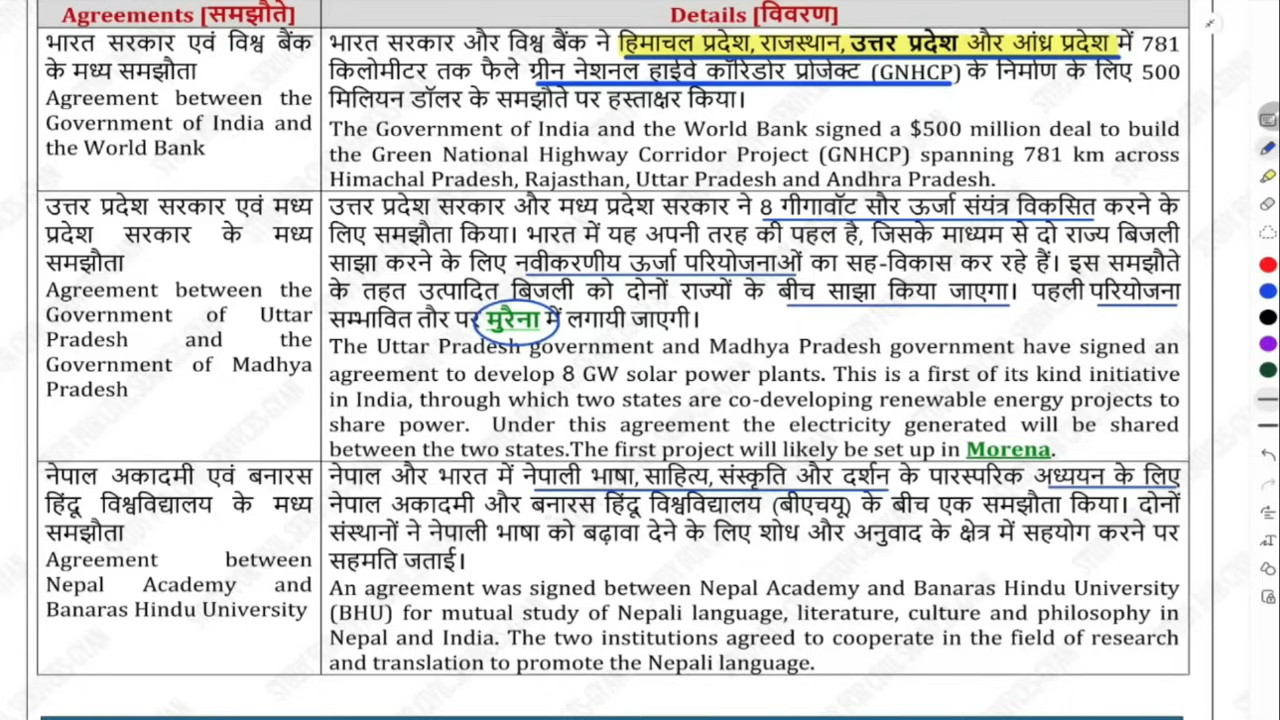 Agreements [समझौते]
Details [विवरण]
भारत सरकार एवं विश्व बैंक
के मध्य समझौता
Agreement between the
Government of India and
the World Bank
भारत सरकार और विश्व बैंक ने हिमाचल प्रदेश, राजस्थान, उत्तर प्रदेश और आंध्र प्रदेश में 781
किलोमीटर तक फैले ग्रीन नेशनल हाईवे कॉरिडोर प्रोजेक्ट (GNHCP) के निर्माण के लिए 500
मिलियन डॉलर के समझौते पर हस्ताक्षर किया।
The Government of India and the World Bank signed a $500 million deal to build
the Green National Highway Corridor Project (GNHCP) spanning 781 km across
Himachal Pradesh, Rajasthan, Uttar Pradesh and Andhra Pradesh.
उत्तर प्रदेश सरकार एवं मध्य
प्रदेश सरकार के मध्य
समझौता
Agreement between the
Government of Uttar
Pradesh and the
Government of Madhya
Pradesh
उत्तर प्रदेश सरकार और मध्य प्रदेश सरकार ने 8 गीगावॉट सौर ऊर्जा संयंत्र विकसित करने के
लिए समझौता किया। भारत में यह अपनी तरह की पहल है, जिसके माध्यम से दो राज्य बिजली
साझा करने के लिए नवीकरणीय ऊर्जा परियोजनाओं का सह-विकास कर रहे हैं। इस समझौते
के तहत उत्पादित बिजली को दोनों राज्यों के बीच साझा किया जाएगा। पहली परियोजना
सम्भावित तौर पर मुरैना में लगायी जाएगी।
The Uttar Pradesh government and Madhya Pradesh government have signed an
agreement to develop 8 GW solar power plants. This is a first of its kind initiative
in India, through which two states are co-developing renewable energy projects to
share power. Under this agreement the electricity generated will be shared
between the two states.The first project will likely be set up in Morena.
नेपाल अकादमी एवं बनारस
हिंदू विश्वविद्यालय के मध्य
समझौता
Agreement between
Nepal Academy and
Banaras Hindu University
नेपाल और भारत में नेपाली भाषा, साहित्य, संस्कृति और दर्शन के पारस्परिक अध्ययन के लिए
नेपाल अकादमी और बनारस हिंदू विश्वविद्यालय (बीएचयू) के बीच एक समझौता किया। दोनों
संस्थानों ने नेपाली भाषा को बढ़ावा देने के लिए शोध और अनुवाद के क्षेत्र में सहयोग करने पर
सहमति जताई।
An agreement was signed between Nepal Academy and Banaras Hindu University
(BHU) for mutual study of Nepali language, literature, culture and philosophy in
Nepal and India. The two institutions agreed to cooperate in the field of research
and translation to promote the Nepali language.